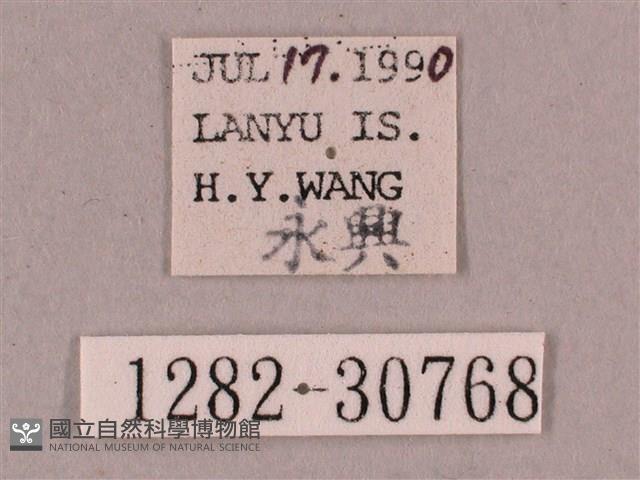 JUL 17. 1990
LANYU IS.
H.Y.WANG
永興
1282-30768
國立自然科學博物館
NATIONAL MUSEUM OF NATURAL SCIENCE